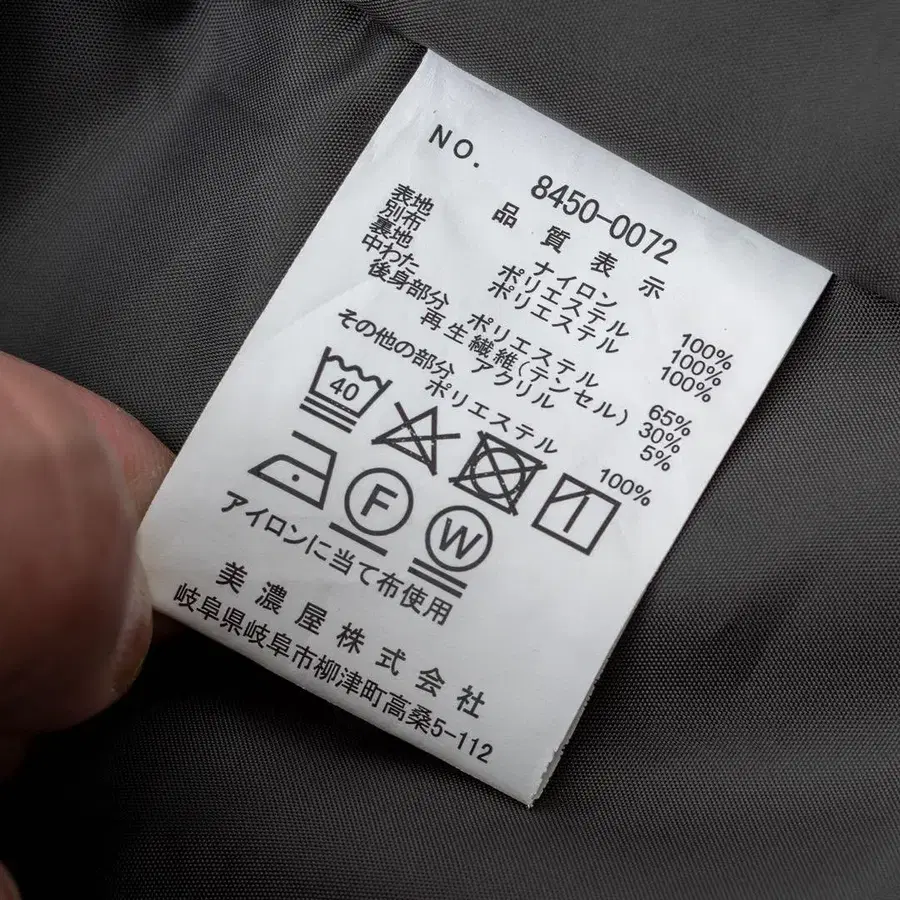 NO. 8450-0072
品質表示
表地 ナイロン 100%
別布 ポリエステル 100%
裏地 ポリエステル 100%
中わた
後身部分 ポリエステル 65%
再生繊維(テンセル) 30%
アクリル 5%
その他の部分
ポリエステル 100%
40
F
W
アイロンに当て布使用
美濃屋株式会社
岐阜県岐阜市柳津町高桑5-112